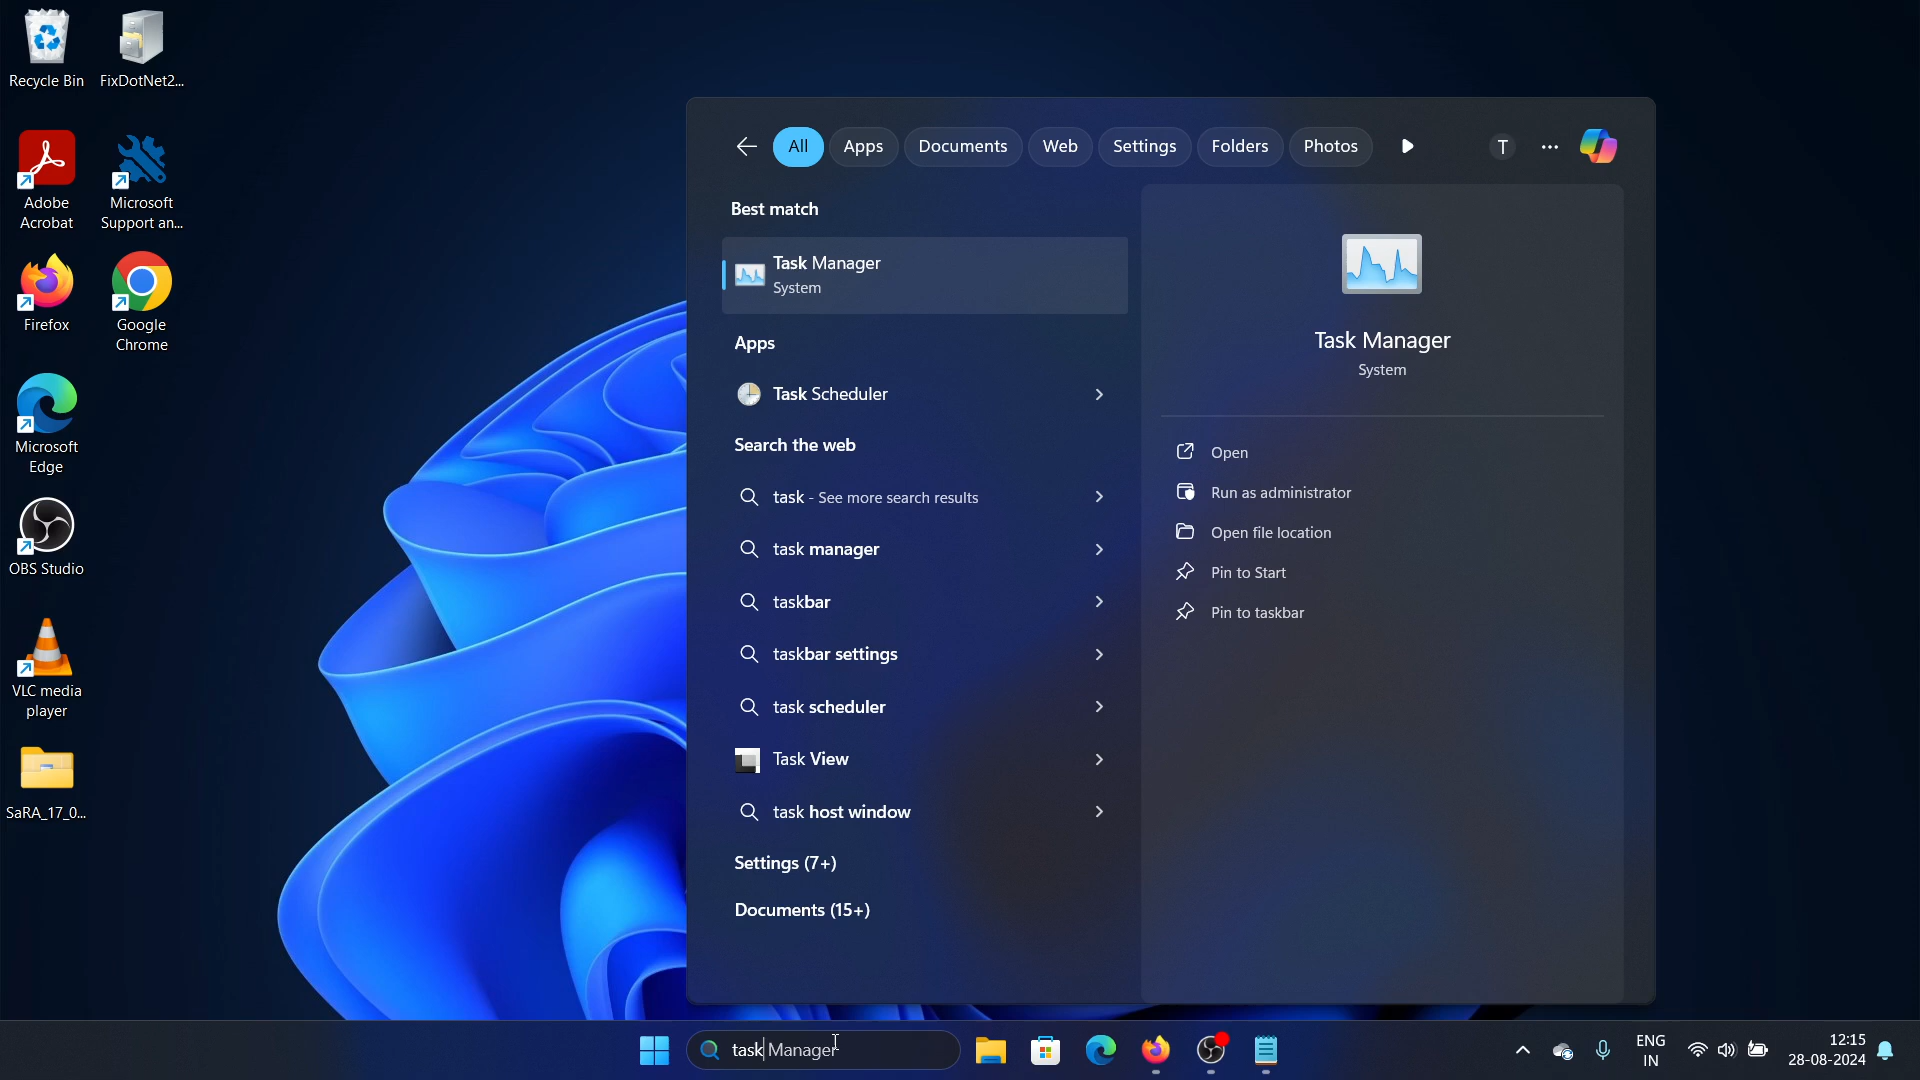 Recycle Bin
FixDotNet2...
Adobe
Acrobat
Microsoft
Support an...
Firefox
Google
Chrome
Microsoft
Edge
OBS Studio
VLC media
player
SaRA_17_0...
All
Apps
Documents
Web
Settings
Folders
Photos
T
Best match
Task Manager
System
Apps
Task Scheduler
Search the web
task - See more search results
task manager
taskbar
taskbar settings
task scheduler
Task View
task host window
Settings (7+)
Documents (15+)
Task Manager
System
Open
Run as administrator
Open file location
Pin to Start
Pin to taskbar
task Manager
ENG
IN
12:15
28-08-2024